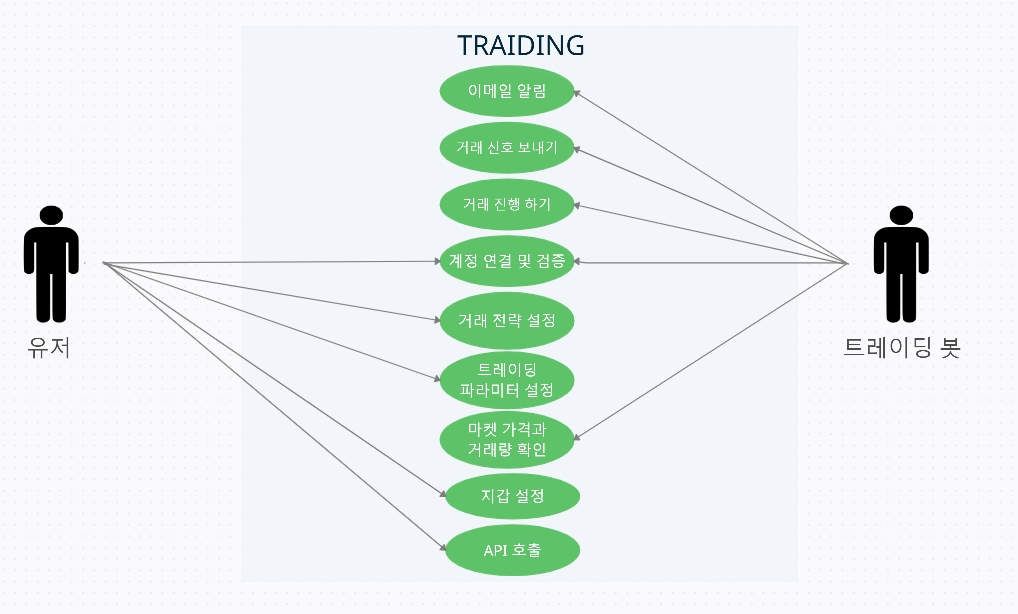 TRAIDING
이메일 알림
거래 신호 보내기
거래 진행 하기
계정 연결 및 검증
거래 전략 설정
트레이딩
파라미터 설정
마켓 가격과
거래량 확인
지갑 설정
API 호출
유저
트레이딩 봇